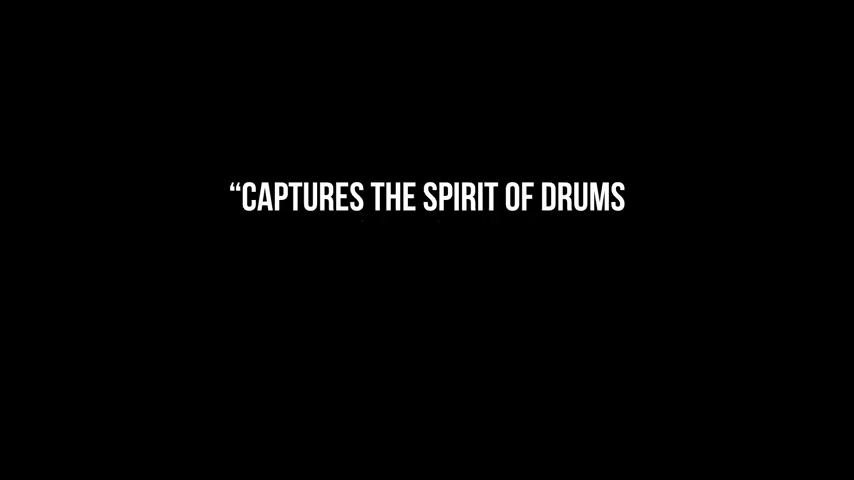 “CAPTURES THE SPIRIT OF DRUMS